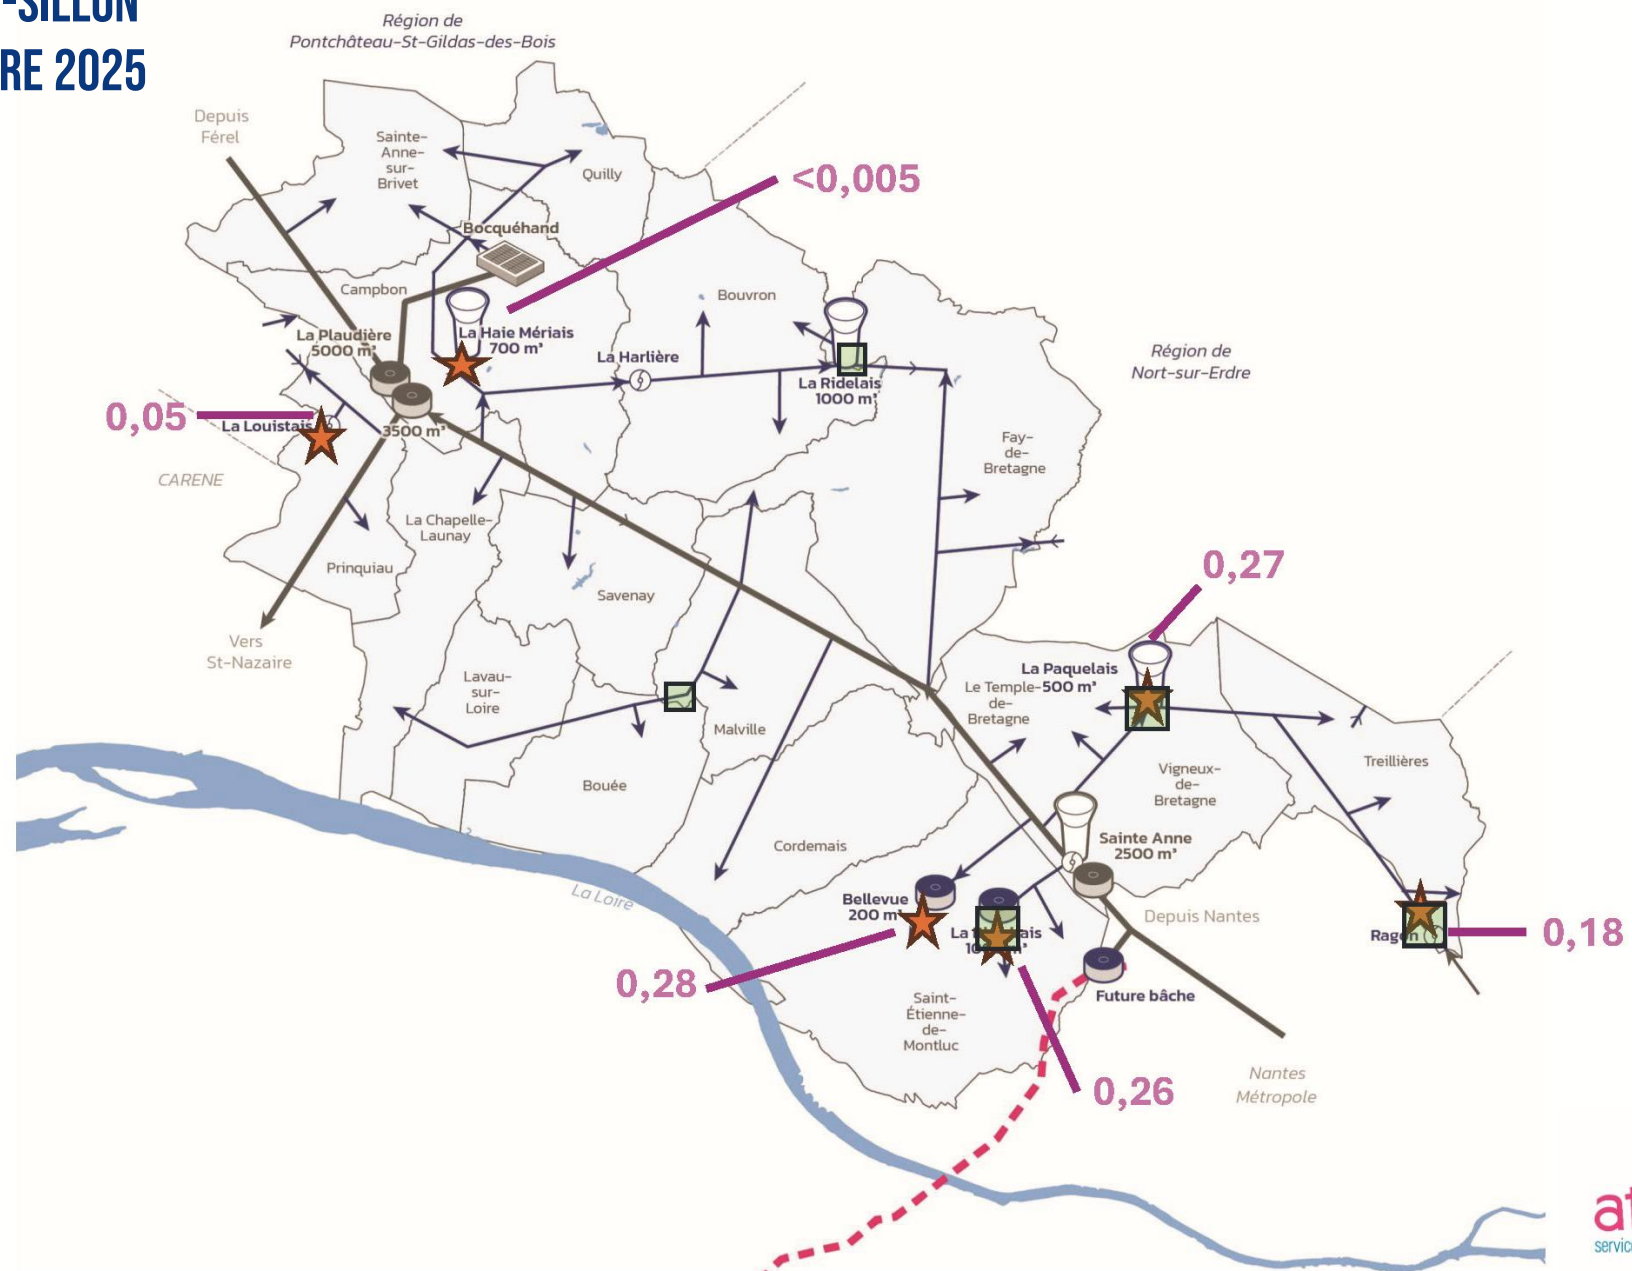 -SILLON
RE 2025
Région de
Pontchâteau-St-Gildas-des-Bois
Depuis
Férel
Sainte-
Anne-
sur-
Brivet
Quilly
<0,005
Bocquéhand
Campbon
Bouvron
La Plaudière
5000 m³
La Haie Mériais
700 m³
La Harlière
La Ridelais
1000 m³
Région de
Nort-sur-Erdre
0,05
La Louistais
3500 m³
CARENE
Fay-
de-
Bretagne
La Chapelle-
Launay
Prinquiau
Savenay
0,27
Vers
St-Nazaire
Lavau-
sur-
Loire
La Paquelais
500 m³
Le Temple-
de-
Bretagne
Malville
Bouée
Vigneux-
de-
Bretagne
Treillières
Cordemais
Sainte Anne
2500 m³
La Loire
Bellevue
200 m³
La
ais
Depuis Nantes
Ragon
0,18
0,28
Future bâche
Saint-
Étienne-
de-
Montluc
0,26
Nantes
Métropole
at
servic